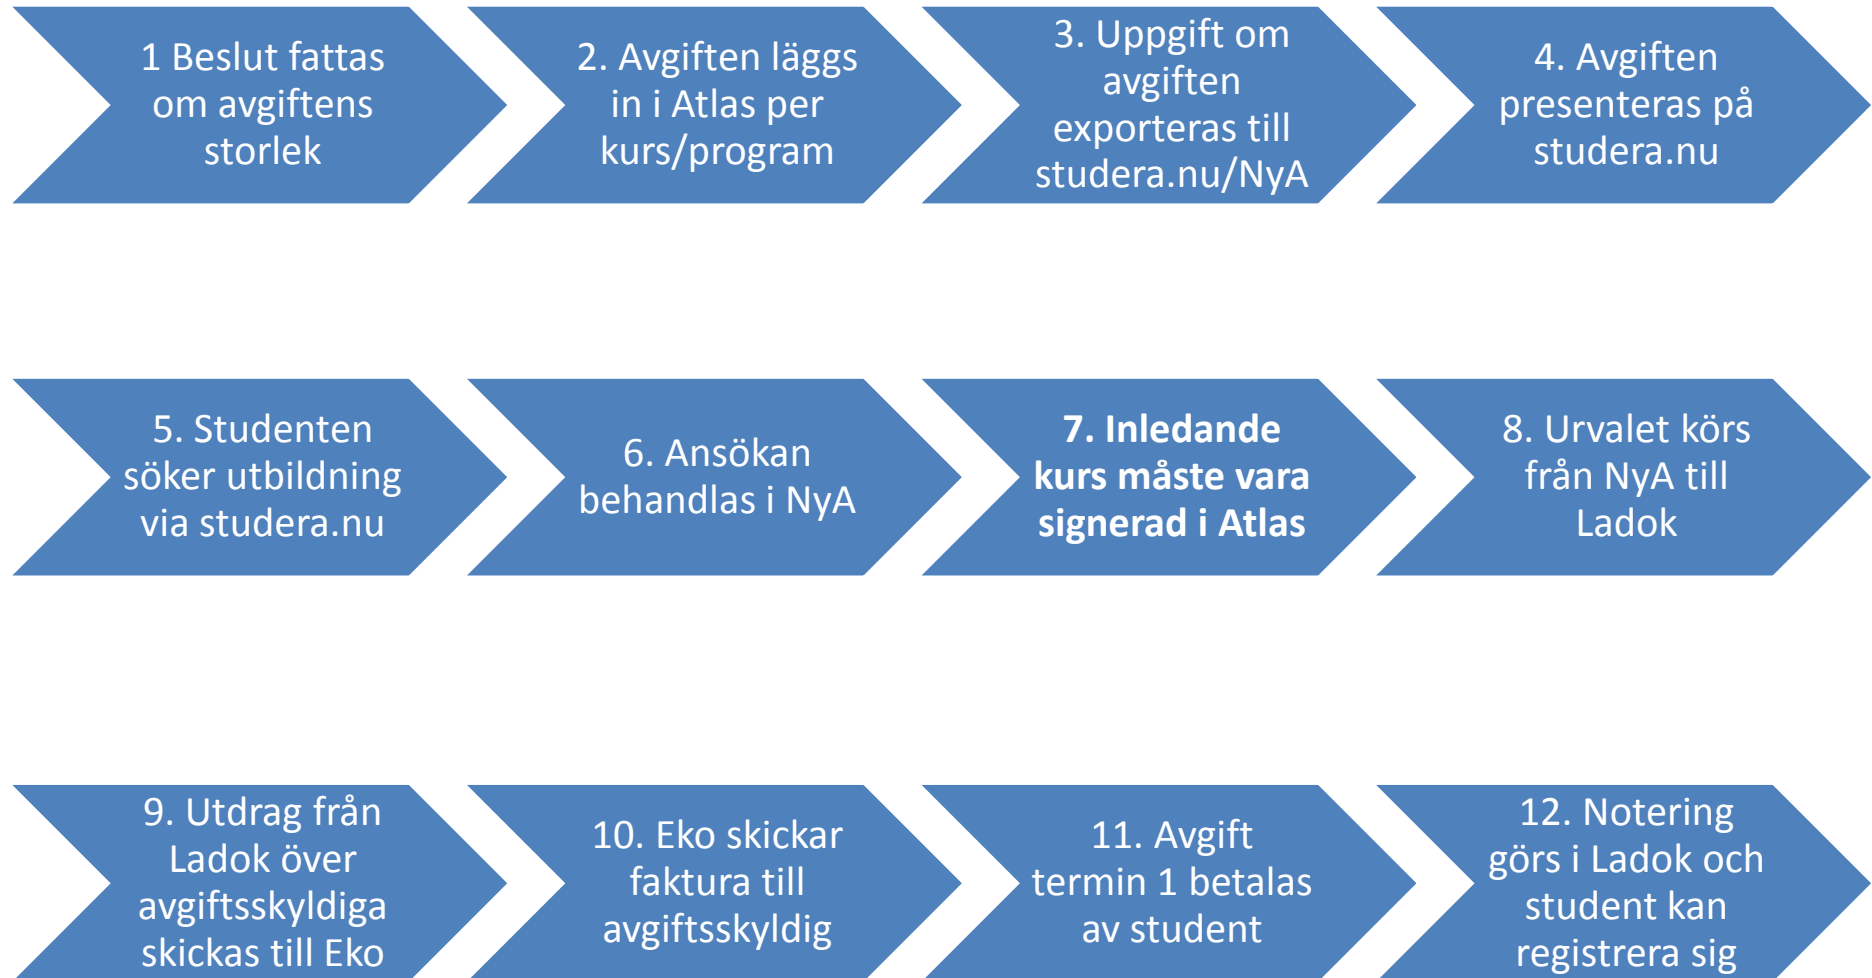 1 Beslut fattas
om avgiftens
storlek
2. Avgiften läggs
in i Atlas per
kurs/program
3. Uppgift om
avgiften
exporteras till
studera.nu/NyA
4. Avgiften
presenteras på
studera.nu
5. Studenten
söker utbildning
via studera.nu
6. Ansökan
behandlas i NyA
7. Inledande
kurs måste vara
signerad i Atlas
8. Urvalet körs
från NyA till
Ladok
9. Utdrag från
Ladok över
avgiftsskyldiga
skickas till Eko
10. Eko skickar
faktura till
avgiftsskyldig
11. Avgift
termin 1 betalas
av student
12. Notering
görs i Ladok och
student kan
registrera sig